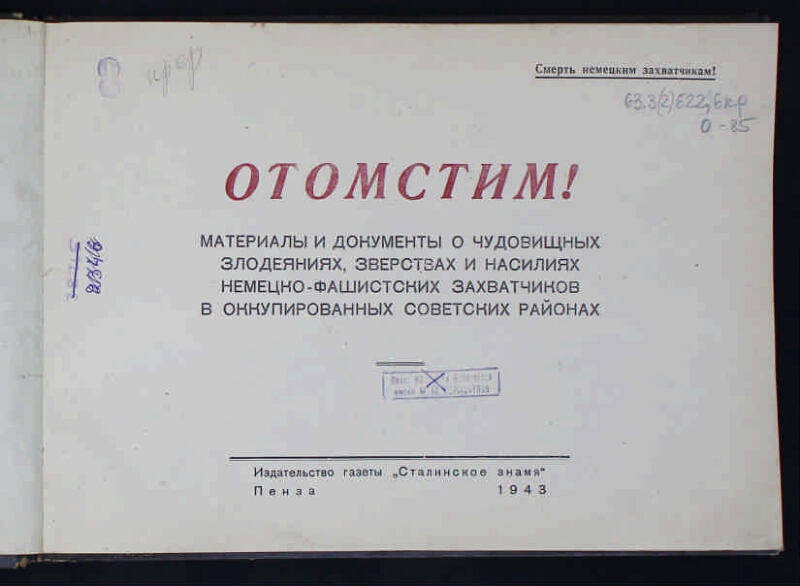 Смерть немецким захватчикам!
63.3(2)622,6кр
О-85
ОТОМСТИМ!
МАТЕРИАЛЫ И ДОКУМЕНТЫ О ЧУДОВИЩНЫХ
ЗЛОДЕЯНИЯХ, ЗВЕРСТВАХ И НАСИЛИЯХ
НЕМЕЦКО-ФАШИСТСКИХ ЗАХВАТЧИКОВ
В ОККУПИРОВАННЫХ СОВЕТСКИХ РАЙОНАХ
Издательство газеты „Сталинское знамя"
Пенза 1943